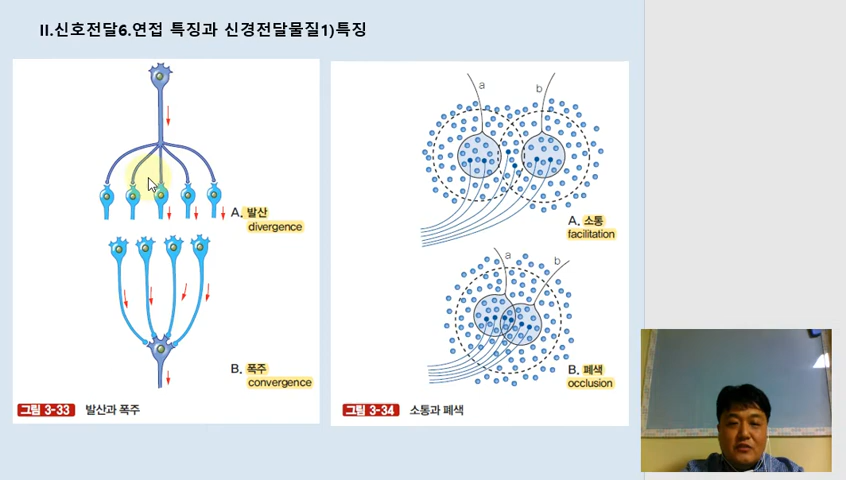 II.신호전달6.연접 특징과 신경전달물질1)특징
A. 발산
divergence
B. 폭주
convergence
그림 3-33 발산과 폭주
a
b
A. 소통
facilitation
a
b
B. 폐색
occlusion
그림 3-34 소통과 폐색